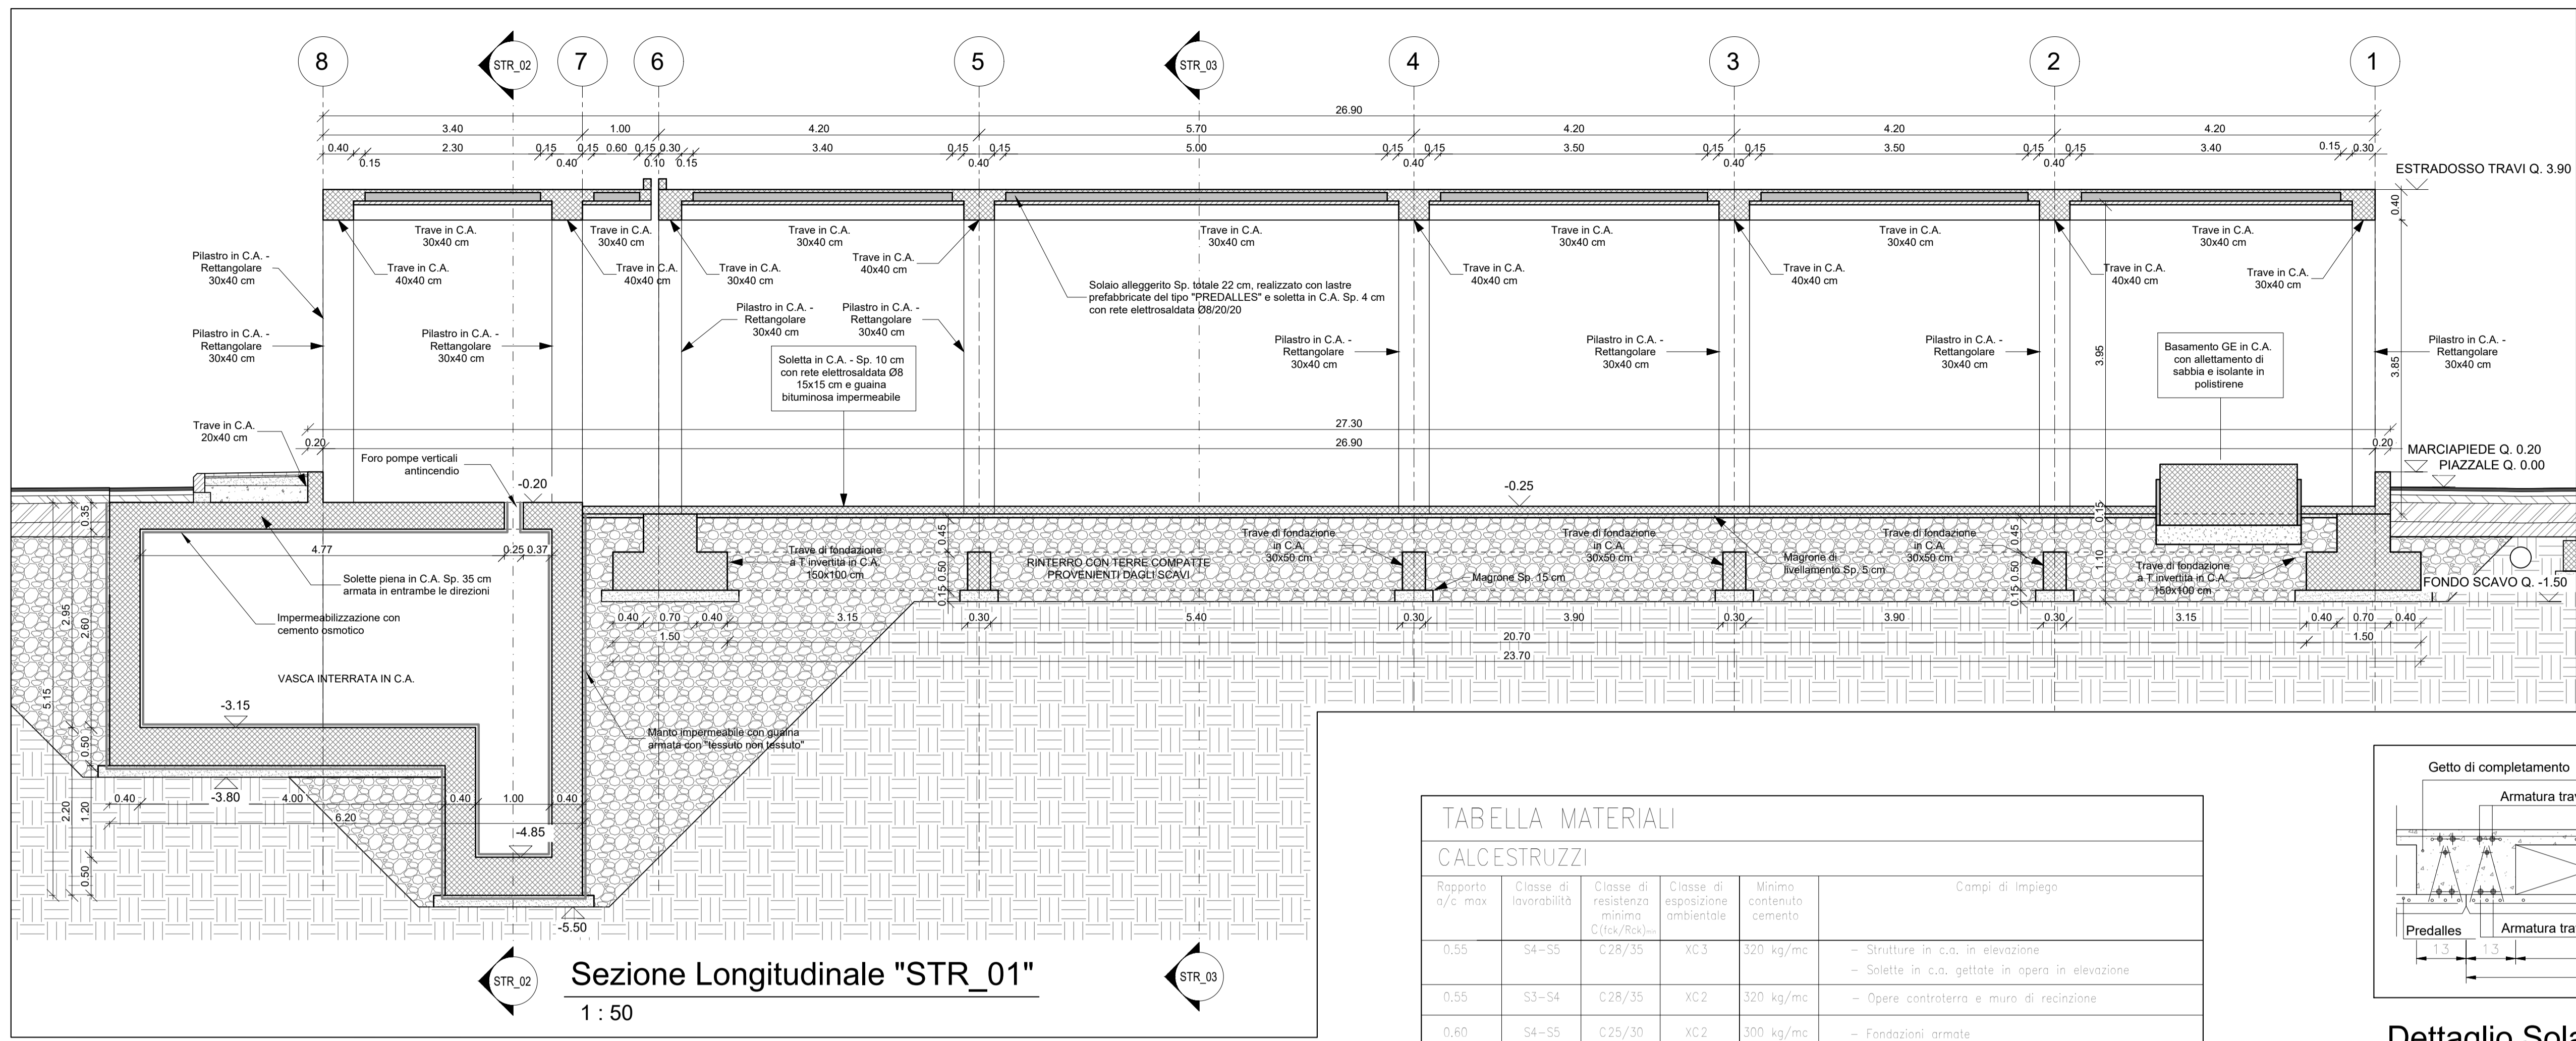 8
STR_02
7
6
5
STR_03
4
3
2
1
26.90
3.40
1.00
4.20
5.70
4.20
4.20
4.20
0.40
0.15
2.30
0.15
0.40
0.15
0.60
0.15
0.10
0.30
0.15
3.40
0.15
0.40
0.15
5.00
0.15
0.40
0.15
3.50
0.15
0.40
0.15
3.50
0.15
0.40
0.15
3.40
0.15
0.30
ESTRADOSSO TRAVI Q. 3.90
0.40
Trave in C.A.
30x40 cm
Trave in C.A.
30x40 cm
Trave in C.A.
30x40 cm
Trave in C.A.
30x40 cm
Trave in C.A.
30x40 cm
Trave in C.A.
30x40 cm
Trave in C.A.
30x40 cm
Pilastro in C.A. -
Rettangolare
30x40 cm
Trave in C.A.
40x40 cm
Trave in C.A.
40x40 cm
Trave in C.A.
30x40 cm
Trave in C.A.
40x40 cm
Trave in C.A.
40x40 cm
Trave in C.A.
40x40 cm
Trave in C.A.
40x40 cm
Trave in C.A.
30x40 cm
Solaio alleggerito Sp. totale 22 cm, realizzato con lastre
prefabbricate del tipo "PREDALLES" e soletta in C.A. Sp. 4 cm
con rete elettrosaldata Ø8/20/20
Pilastro in C.A. -
Rettangolare
30x40 cm
Pilastro in C.A. -
Rettangolare
30x40 cm
Pilastro in C.A. -
Rettangolare
30x40 cm
Pilastro in C.A. -
Rettangolare
30x40 cm
Pilastro in C.A. -
Rettangolare
30x40 cm
Pilastro in C.A. -
Rettangolare
30x40 cm
Pilastro in C.A. -
Rettangolare
30x40 cm
Pilastro in C.A. -
Rettangolare
30x40 cm
Soletta in C.A. - Sp. 10 cm
con rete elettrosaldata Ø8
15x15 cm e guaina
bituminosa impermeabile
3.95
Basamento GE in C.A.
con allettamento di
sabbia e isolante in
polistirene
3.85
Trave in C.A.
20x40 cm
27.30
0.20
26.90
0.20
MARCIAPIEDE Q. 0.20
PIAZZALE Q. 0.00
Foro pompe verticali
antincendio
-0.20
-0.25
0.35
4.77
0.25
0.37
0.45
0.45
0.15
Trave di fondazione
a T invertita in C.A.
150x100 cm
RINTERRO CON TERRE COMPATTE
PROVENIENTI DAGLI SCAVI
Trave di fondazione
in C.A.
30x50 cm
Trave di fondazione
in C.A.
30x50 cm
Trave di fondazione
in C.A.
30x50 cm
Magrone di
livellamento Sp. 5 cm
Magrone Sp. 15 cm
Trave di fondazione
a T invertita in C.A.
150x100 cm
FONDO SCAVO Q. -1.50
Solette piena in C.A. Sp. 35 cm
armata in entrambe le direzioni
0.50
0.15
0.50
0.15
1.10
2.95
2.60
5.15
Impermeabilizzazione con
cemento osmotico
0.40
0.70
0.40
3.15
0.30
5.40
0.30
3.90
0.30
3.90
0.30
3.15
0.40
0.70
0.40
1.50
20.70
1.50
23.70
VASCA INTERRATA IN C.A.
-3.15
Manto impermeabile con guaina
armata con "tessuto non tessuto"
0.50
2.20
1.20
0.50
0.40
-3.80
4.00
0.40
1.00
0.40
6.20
-4.85
-5.50
STR_02
Sezione Longitudinale "STR_01"
1 : 50
STR_03
TABELLA MATERIALI
CALCESTRUZZI
Rapporto
a/c max
Classe di
lavorabilità
Classe di
resistenza
minima
C(fck/Rck)min
Classe di
esposizione
ambientale
Minimo
contenuto
cemento
Campi di Impiego
0.55
S4-S5
C28/35
XC3
320 kg/mc
- Strutture in c.a. in elevazione
- Solette in c.a. gettate in opera in elevazione
0.55
S3-S4
C28/35
XC2
320 kg/mc
- Opere controterra e muro di recinzione
0.60
S4-S5
C25/30
XC2
300 kg/mc
- Fondazioni armate
Getto di completamento
Armatura trav
Predalles
Armatura tra
13
13
Dettaglio Sola